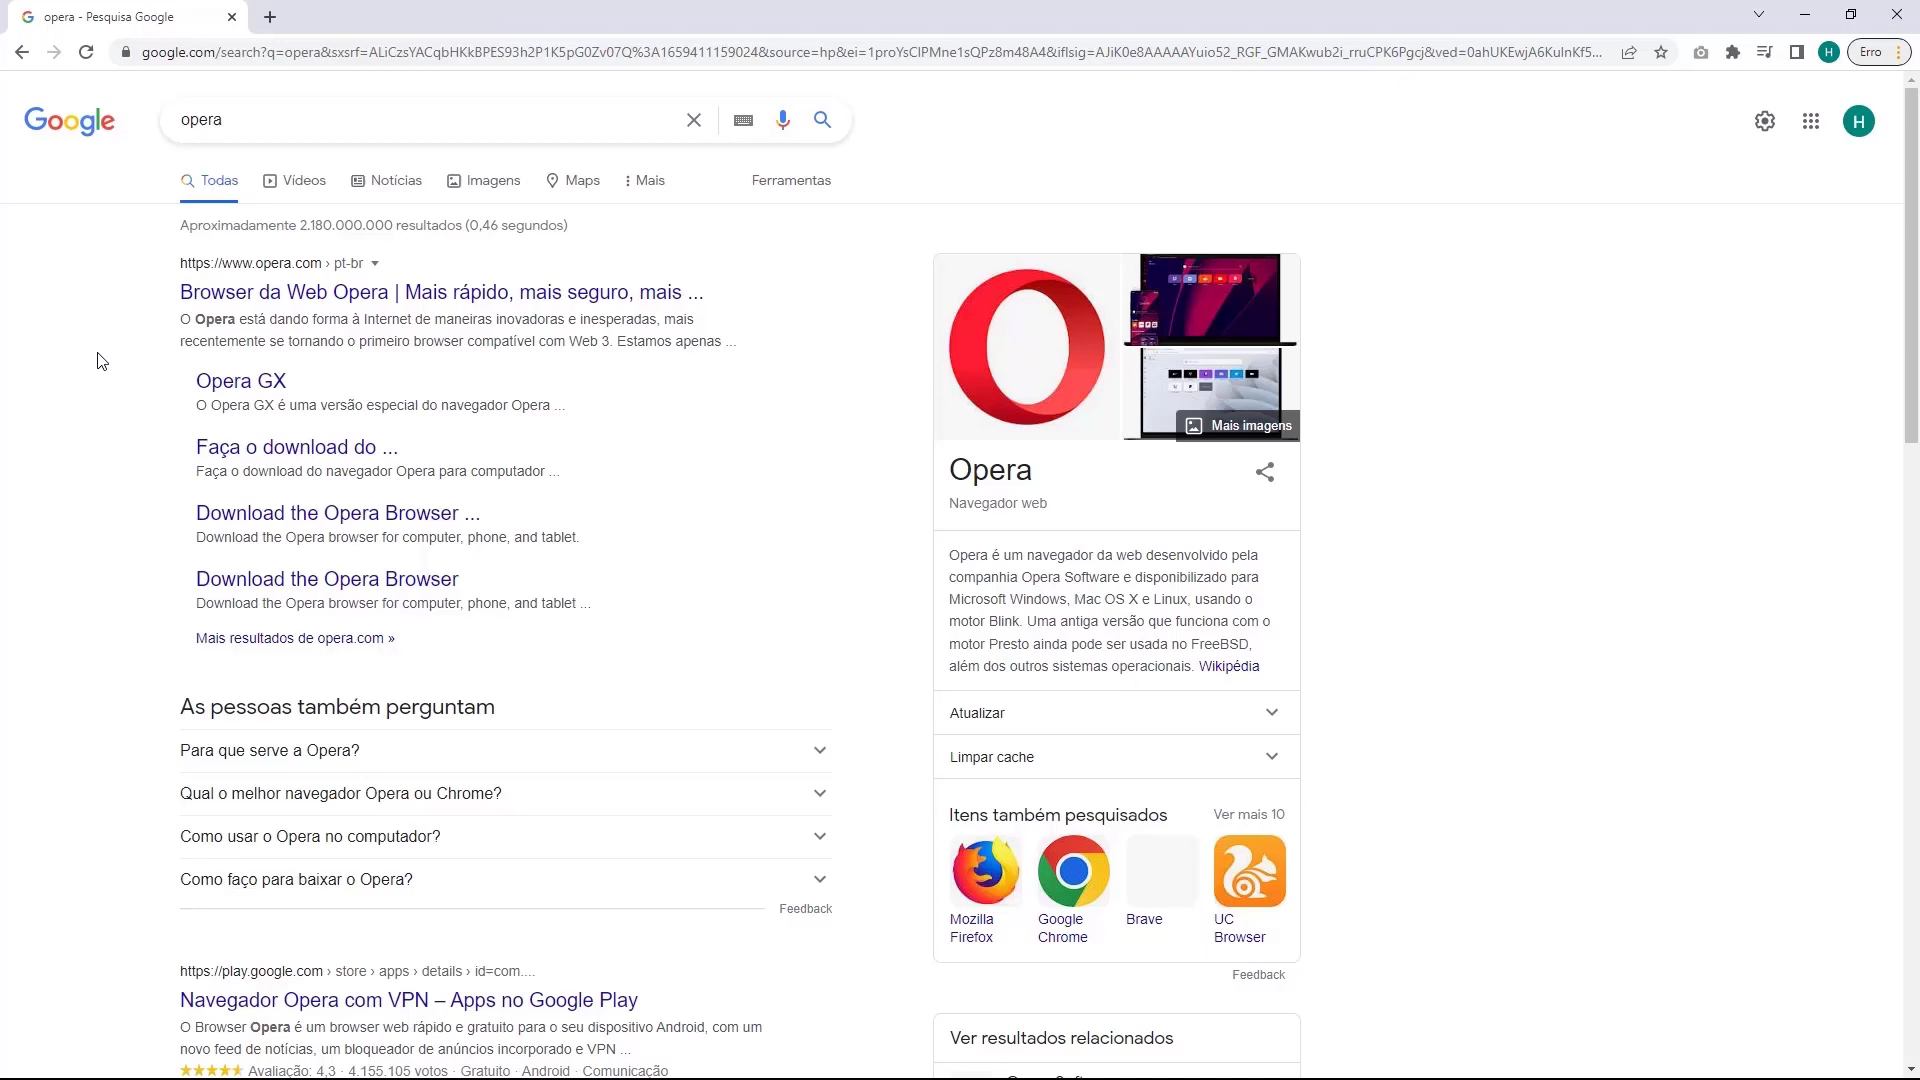 opera - Pesquisa Google
google.com/search?q=opera&sxsrf=ALiCzsYACqbHKkBPES93h2P1K5pG0Zv07Q%3A1659411159024&source=hp&ei=1proYsClPMne1sQPz8m48A4&iflsig=AJiK0e8AAAAAYuio52_RGF_GMAKwub2i_rruCPK6Pgcj&ved=0ahUKEwjA6KulnKf5...
H
Erro
Google
opera
H
Todas
Vídeos
Notícias
Imagens
Maps
Mais
Ferramentas
Aproximadamente 2.180.000.000 resultados (0,46 segundos)
https://www.opera.com › pt-br
Browser da Web Opera | Mais rápido, mais seguro, mais ...
O Opera está dando forma à Internet de maneiras inovadoras e inesperadas, mais
recentemente se tornando o primeiro browser compatível com Web 3. Estamos apenas ...
Opera GX
O Opera GX é uma versão especial do navegador Opera ...
Faça o download do ...
Faça o download do navegador Opera para computador ...
Download the Opera Browser ...
Download the Opera browser for computer, phone, and tablet.
Download the Opera Browser
Download the Opera browser for computer, phone, and tablet ...
Mais resultados de opera.com »
As pessoas também perguntam
Para que serve a Opera?
Qual o melhor navegador Opera ou Chrome?
Como usar o Opera no computador?
Como faço para baixar o Opera?
Feedback
https://play.google.com › store › apps › details › id=com....
Navegador Opera com VPN – Apps no Google Play
O Browser Opera é um browser web rápido e gratuito para o seu dispositivo Android, com um
novo feed de notícias, um bloqueador de anúncios incorporado e VPN ...
Avaliação: 4,3 · 4.155.105 votos · Gratuito · Android · Comunicação
Mais imagens
Opera
Navegador web
Opera é um navegador da web desenvolvido pela
companhia Opera Software e disponibilizado para
Microsoft Windows, Mac OS X e Linux, usando o
motor Blink. Uma antiga versão que funciona com o
motor Presto ainda pode ser usada no FreeBSD,
além dos outros sistemas operacionais. Wikipédia
Atualizar
Limpar cache
Itens também pesquisados
Ver mais 10
Mozilla
Firefox
Google
Chrome
Brave
UC
Browser
Feedback
Ver resultados relacionados